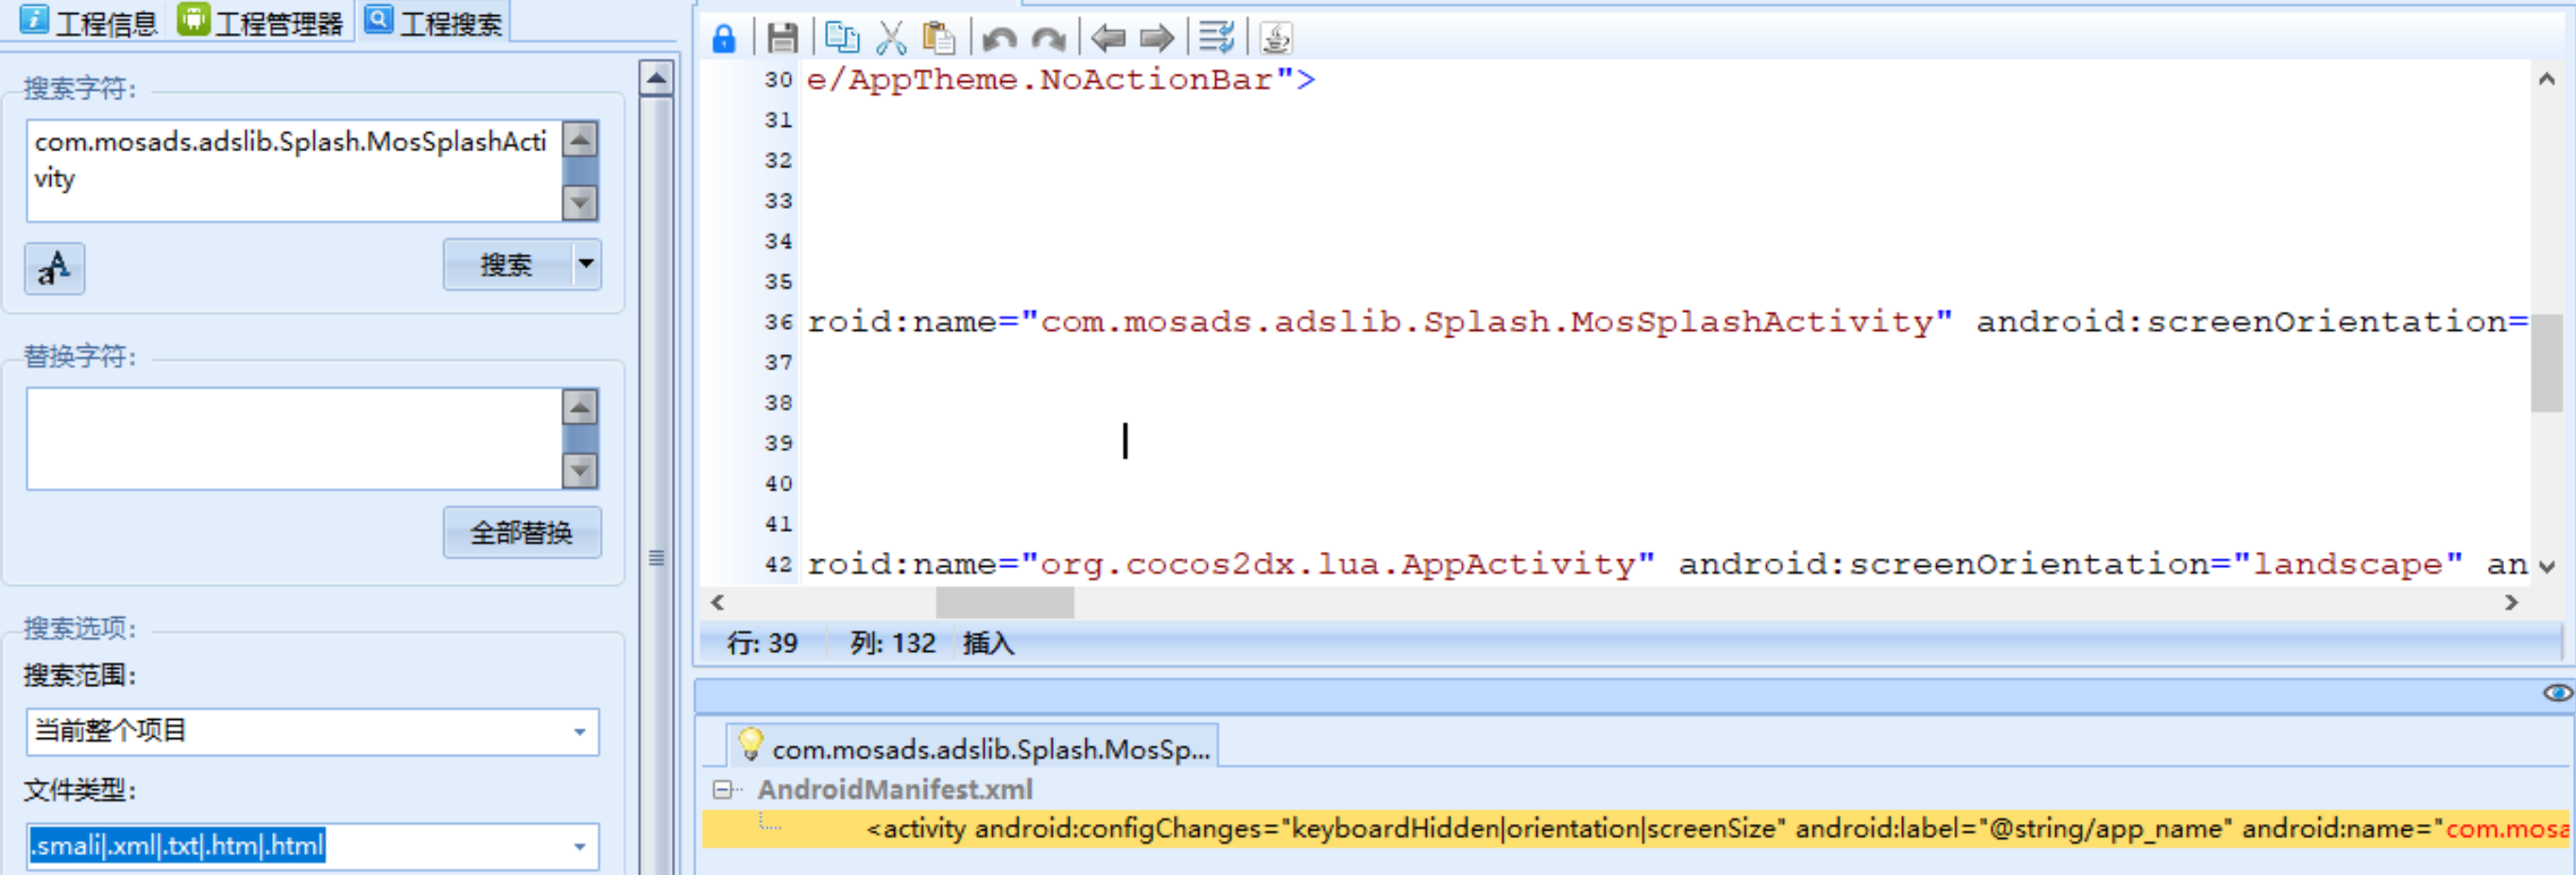 工程信息 工程管理器 工程搜索
搜索字符:
com.mosads.adslib.Splash.MosSplashActi
vity
aA
搜索
替换字符:
全部替换
搜索选项:
搜索范围:
当前整个项目
文件类型:
.smali|.xml|.txt|.htm|.html
30 e/AppTheme.NoActionBar">
31
32
33
34
35
36 roid:name="com.mosads.adslib.Splash.MosSplashActivity" android:screenOrientation=
37
38
39
40
41
42 roid:name="org.cocos2dx.lua.AppActivity" android:screenOrientation="landscape" an
行: 39 列: 132 插入
com.mosads.adslib.Splash.MosSp...
AndroidManifest.xml
<activity android:configChanges="keyboardHidden|orientation|screenSize" android:label="@string/app_name" android:name="com.mosa